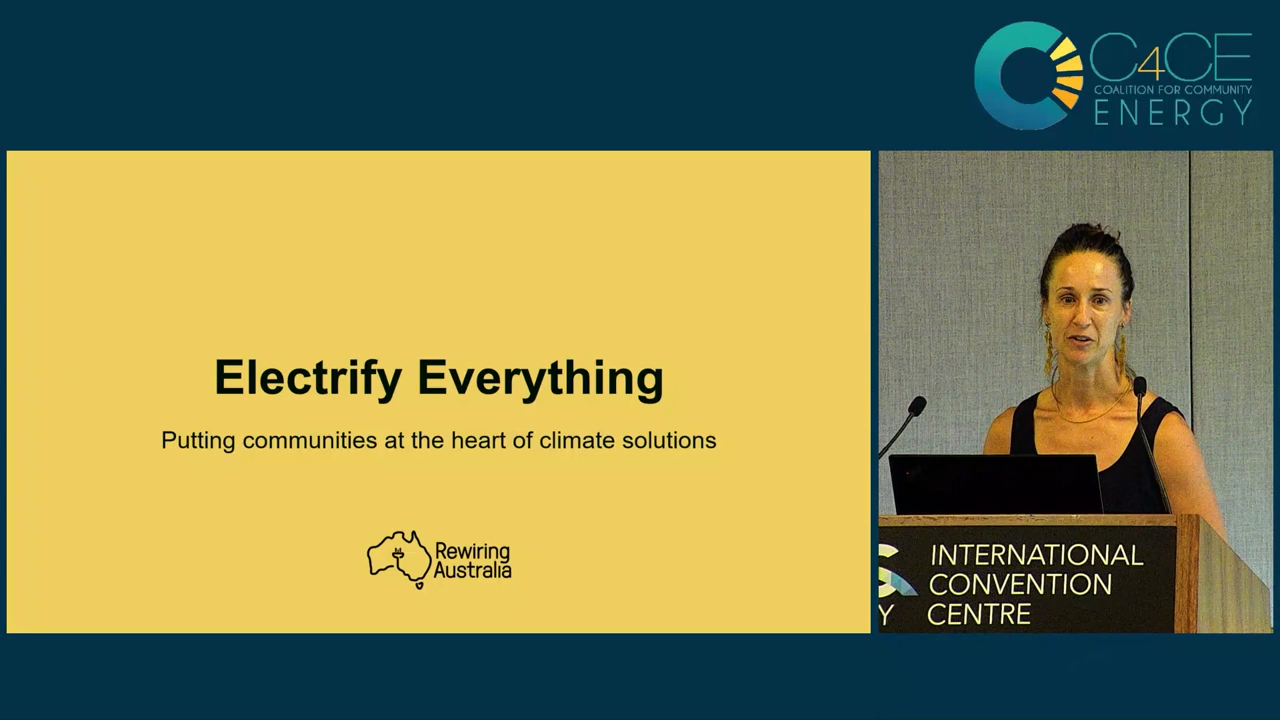 C4CE
COALITION FOR COMMUNITY
ENERGY
Electrify Everything
Putting communities at the heart of climate solutions
Rewiring
Australia
INTERNATIONAL
CONVENTION
CENTRE